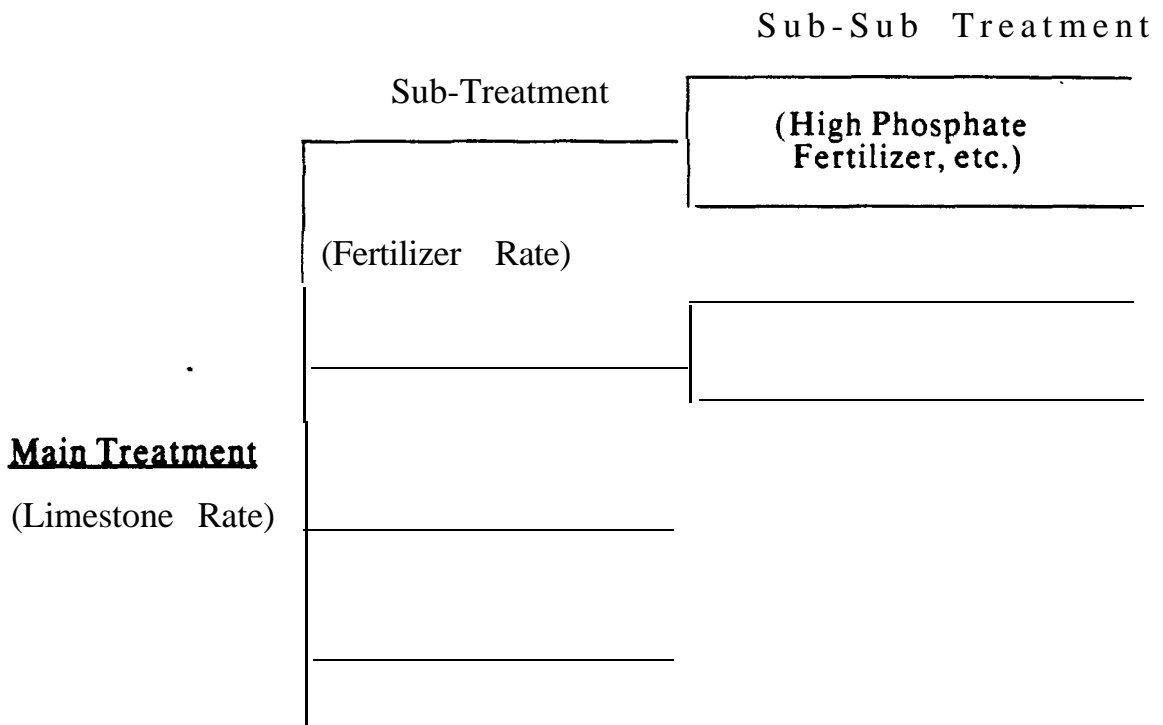 Sub-Sub Treatment
Sub-Treatment
(High Phosphate
Fertilizer, etc.)
(Fertilizer Rate)
Main Treatment
(Limestone Rate)